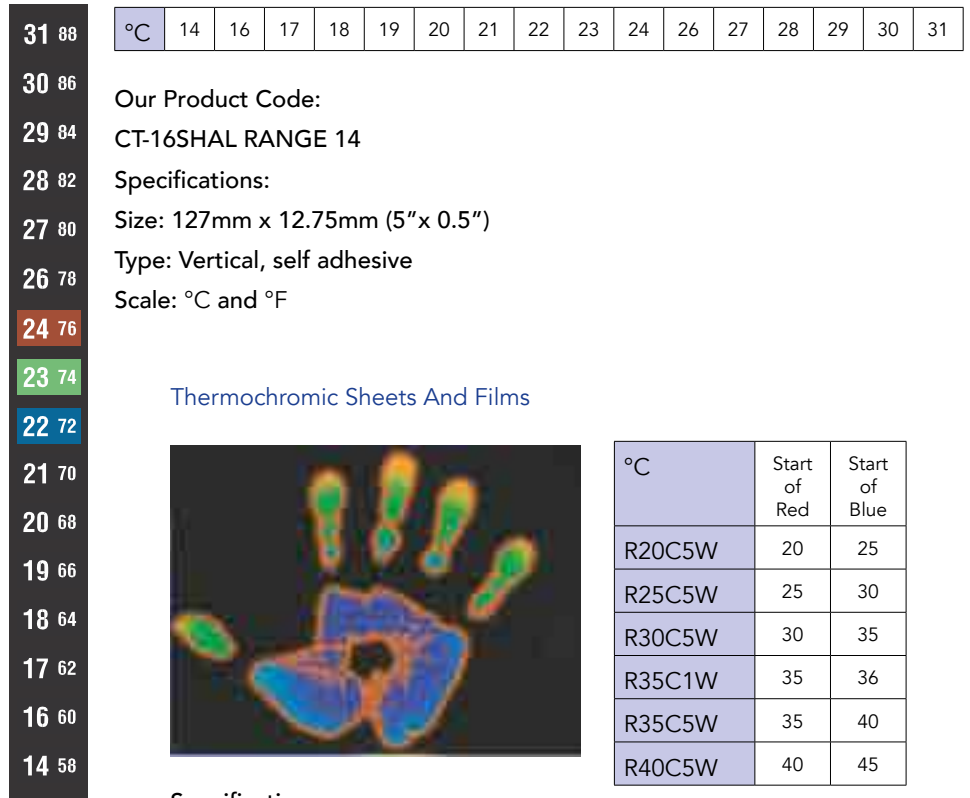 31 88
30 86
29 84
28 82
27 80
26 78
24 76
23 74
22 72
21 70
20 68
19 66
18 64
17 62
16 60
14 58
°C 14 16 17 18 19 20 21 22 23 24 26 27 28 29 30 31
Our Product Code:
CT-16SHAL RANGE 14
Specifications:
Size: 127mm x 12.75mm (5”x 0.5”)
Type: Vertical, self adhesive
Scale: °C and °F
Thermochromic Sheets And Films
°C Start of Red Start of Blue
R20C5W 20 25
R25C5W 25 30
R30C5W 30 35
R35C1W 35 36
R35C5W 35 40
R40C5W 40 45